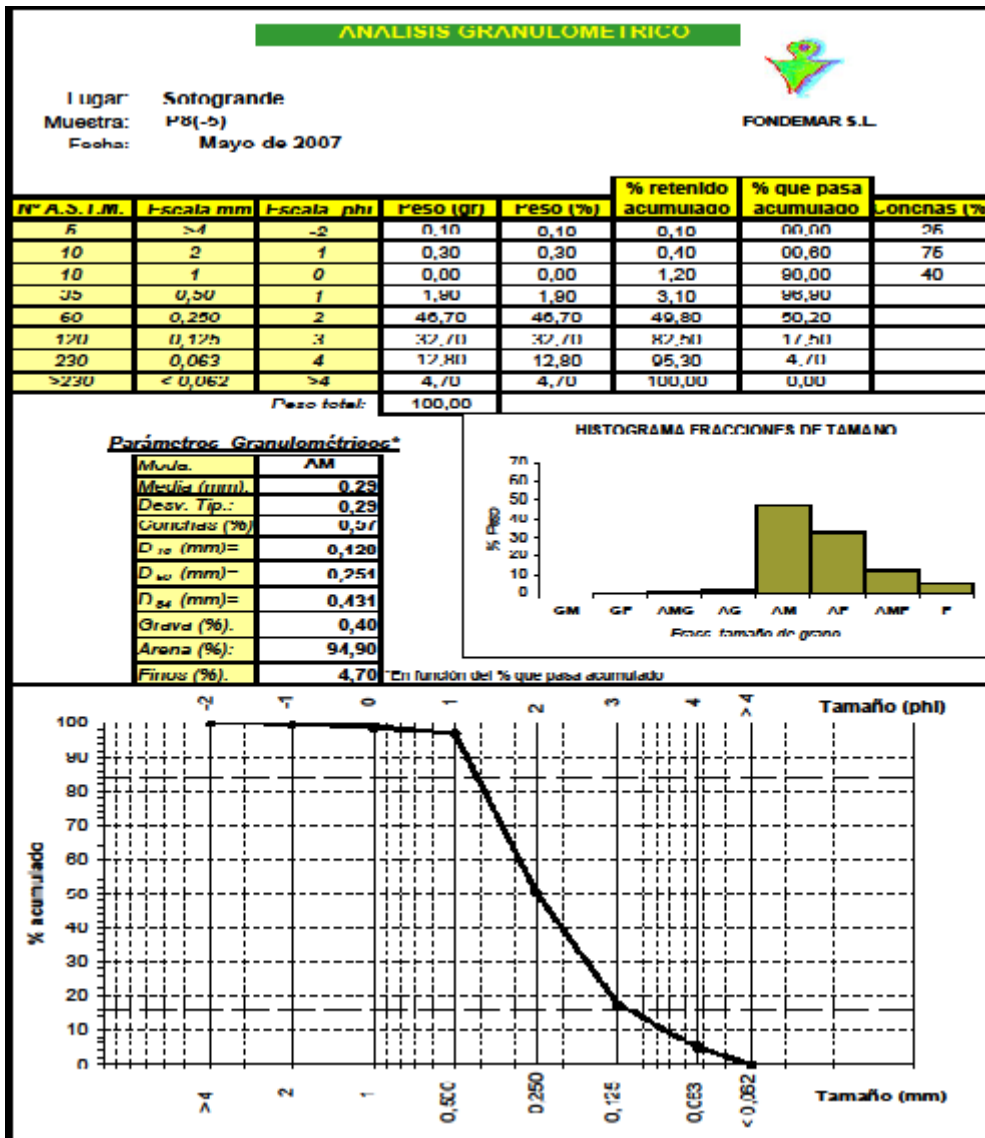 ANALISIS GRANULOMETRICO
Lugar: Sotogrande
Muestra: P8(-5)
FONDEMAR S.L.
Fecha: Mayo de 2007
% retenido % que pasa
Nº A.S.T.M. Escala mm Escala phi Peso (gr) Peso (%) acumulado acumulado Conchas (%
5 >4 -2 0,10 0,10 0,10 25
10 2 1 0,30 0,30 0,40 75
1 0 1,20 40
35 0,50 1 1,90 1,90 3,10 96,90
60 0,250 2 46,70 46,70 49,80 50,20
120 0,125 3 32,70 32,70 82,50 17,50
230 0,063 4 12,80 12,80 95,30 4,70
>230 < 0,062 >4 4,70 4,70 100,00 0,00
Peso total: 100,00
Parámetros Granulométricos*
Moda: AM
Media (mm): 0,29
Desv. Tip.: 0,29
Conchas (%) 0,57
D (mm)= 0,120
D (mm)= 0,251
D 84 (mm)= 0,431
Grava (%): 0,40
Arena (%): 94,90
Finos (%): 4,70
*En función del % que pasa acumulado
HISTOGRAMA FRACCIONES DE TAMAÑO
% Peso
70
60
50
40
30
20
10
0
GM GF AMG AG AM AF AMF F
Fracc. tamaño de grano
-2 -1 0 1 2 3 4 > 4 Tamaño (phi)
% acumulado
100
90
80
70
60
50
40
30
20
10
0
>4 2 1 0,500 0,250 0,125 0,063 < 0,062 Tamaño (mm)